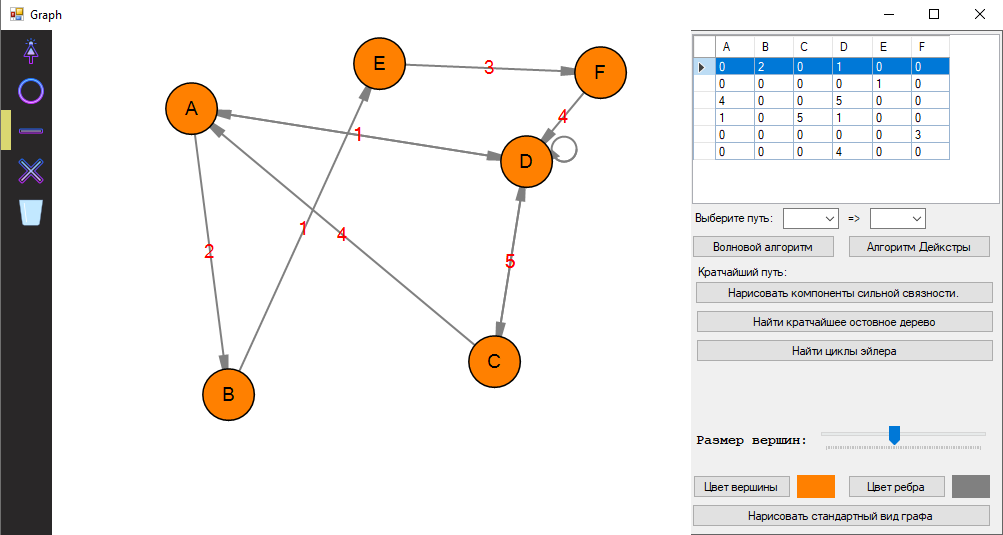 Graph
E
F
A
D
C
B
3
4
1
1
4
2
5
A B C D E F
0 2 0 1 0 0
0 0 0 0 1 0
4 0 0 5 0 0
1 0 5 1 0 0
0 0 0 0 0 3
0 0 0 4 0 0
Выберите путь: =>
Волновой алгоритм Алгоритм Дейкстры
Кратчайший путь:
Нарисовать компоненты сильной связности.
Найти кратчайшее остовное дерево
Найти циклы эйлера
Размер вершин:
Цвет вершины Цвет ребра
Нарисовать стандартный вид графа